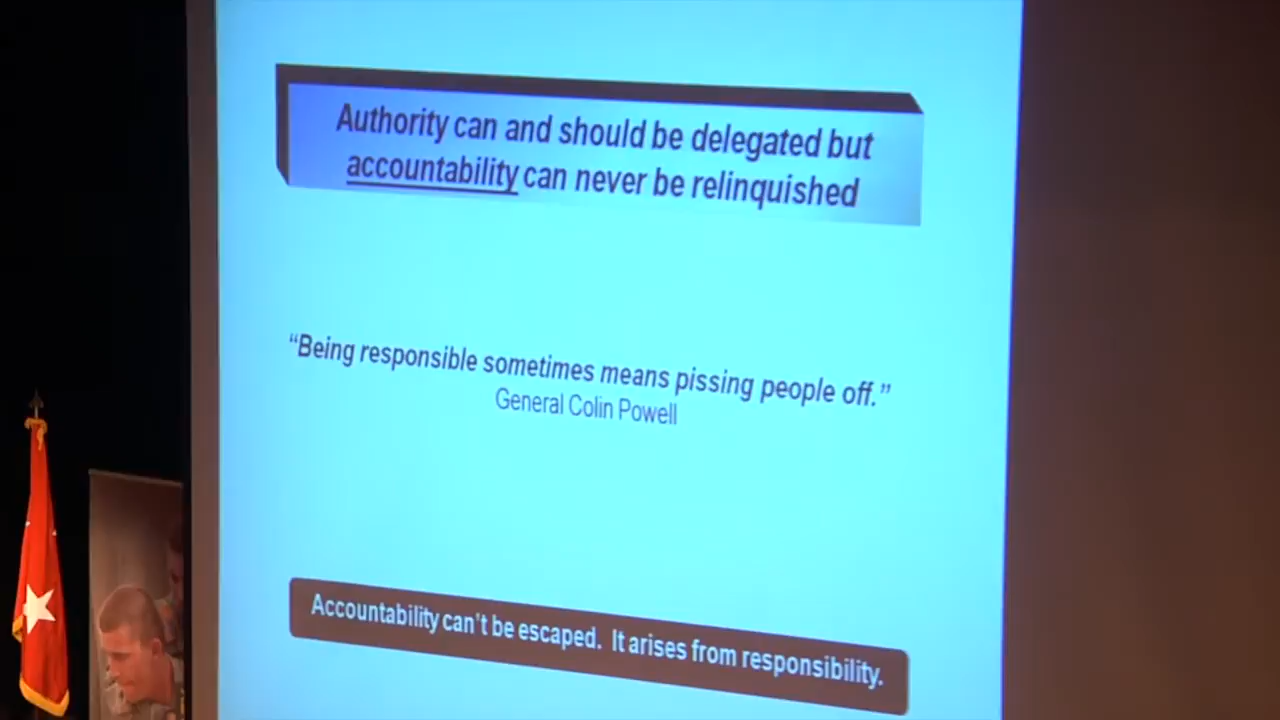 Authority can and should be delegated but
accountability can never be relinquished
“Being responsible sometimes means pissing people off.”
General Colin Powell
Accountability can't be escaped.  It arises from responsibility.